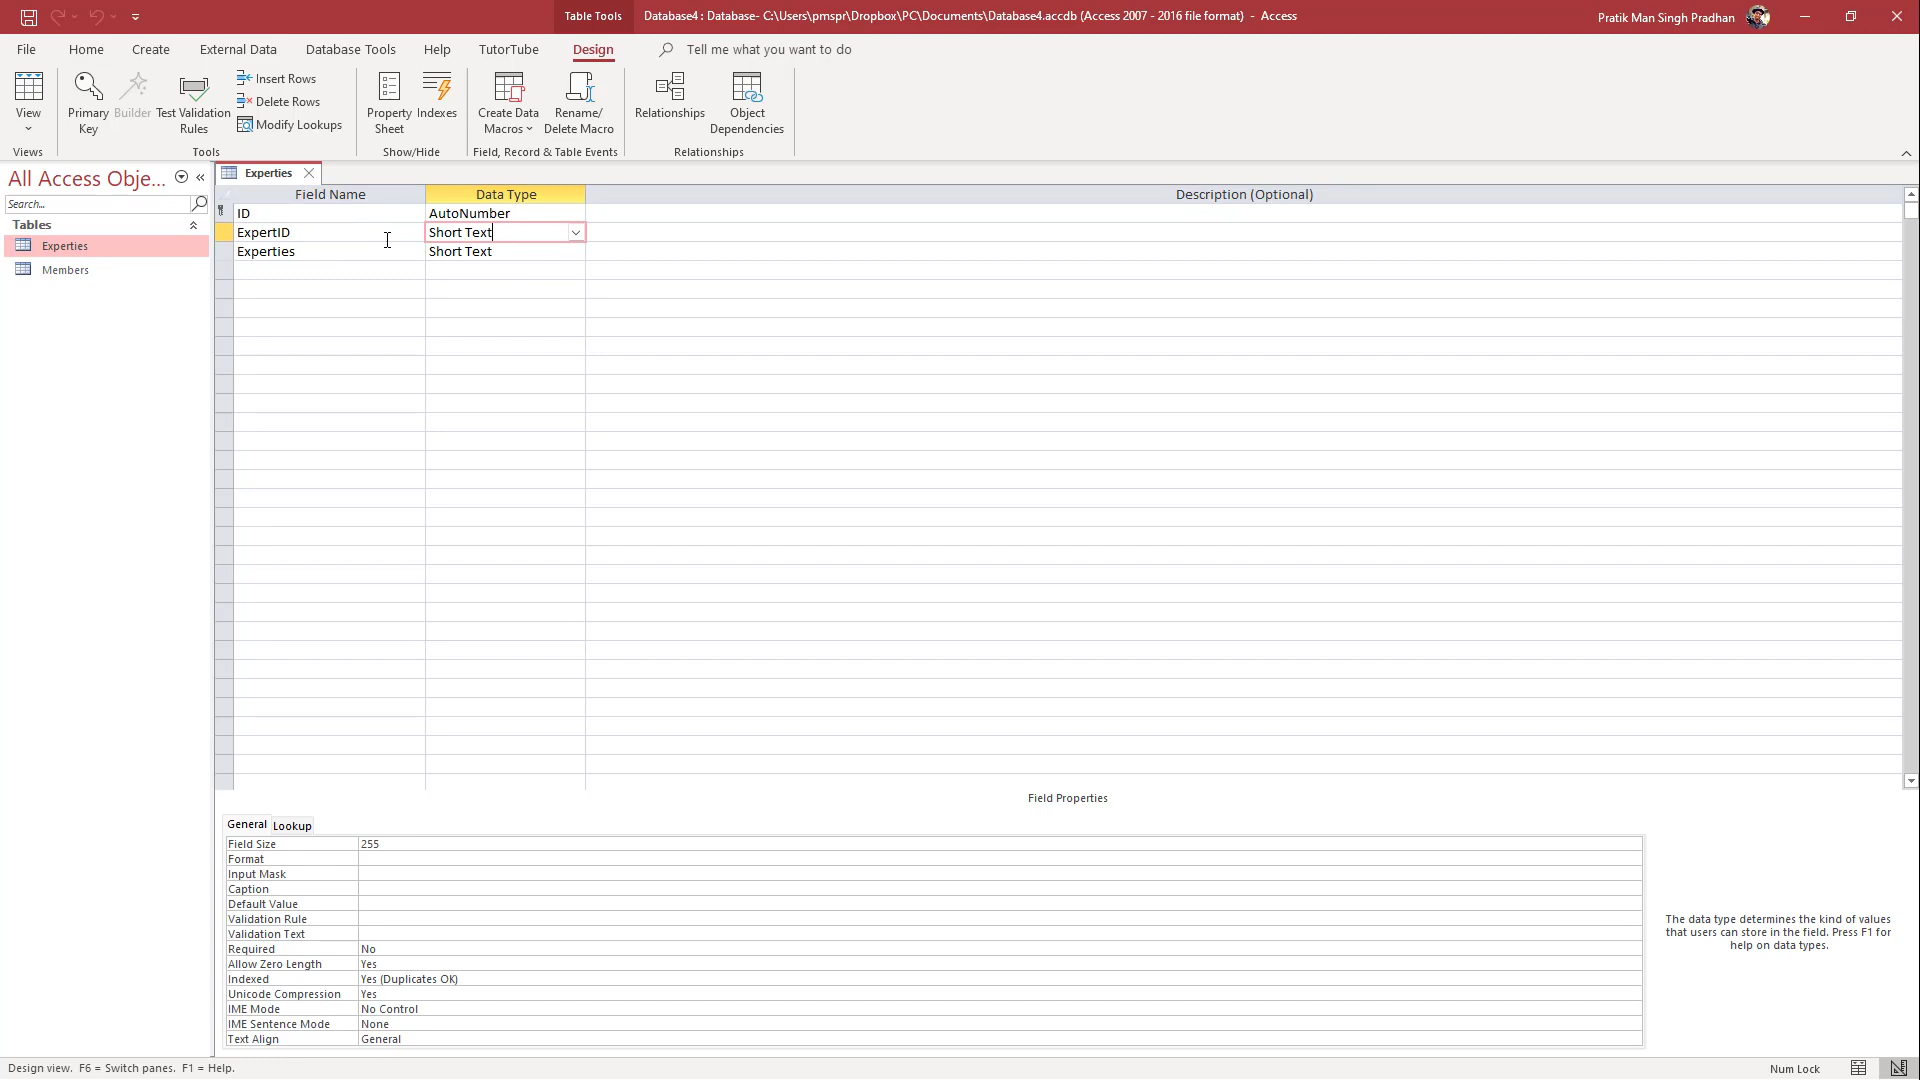 Table Tools
Database4 : Database- C:\Users\pmspr\Dropbox\PC\Documents\Database4.accdb (Access 2007 - 2016 file format) - Access
Pratik Man Singh Pradhan
File
Home
Create
External Data
Database Tools
Help
TutorTube
Design
Tell me what you want to do
View
Primary
Key
Builder
Test Validation
Rules
Insert Rows
Delete Rows
Modify Lookups
Property
Sheet
Indexes
Create Data
Macros
Rename/
Delete Macro
Relationships
Object
Dependencies
Views
Tools
Show/Hide
Field, Record & Table Events
Relationships
All Access Obje...
Search...
Tables
Experties
Members
Experties
Field Name
Data Type
Description (Optional)
ID
AutoNumber
ExpertID
Short Text
Experties
Short Text
Field Properties
General
Lookup
Field Size
255
Format
Input Mask
Caption
Default Value
Validation Rule
Validation Text
Required
No
Allow Zero Length
Yes
Indexed
Yes (Duplicates OK)
Unicode Compression
Yes
IME Mode
No Control
IME Sentence Mode
None
Text Align
General
The data type determines the kind of values
that users can store in the field. Press F1 for
help on data types.
Design view. F6 = Switch panes. F1 = Help.
Num Lock